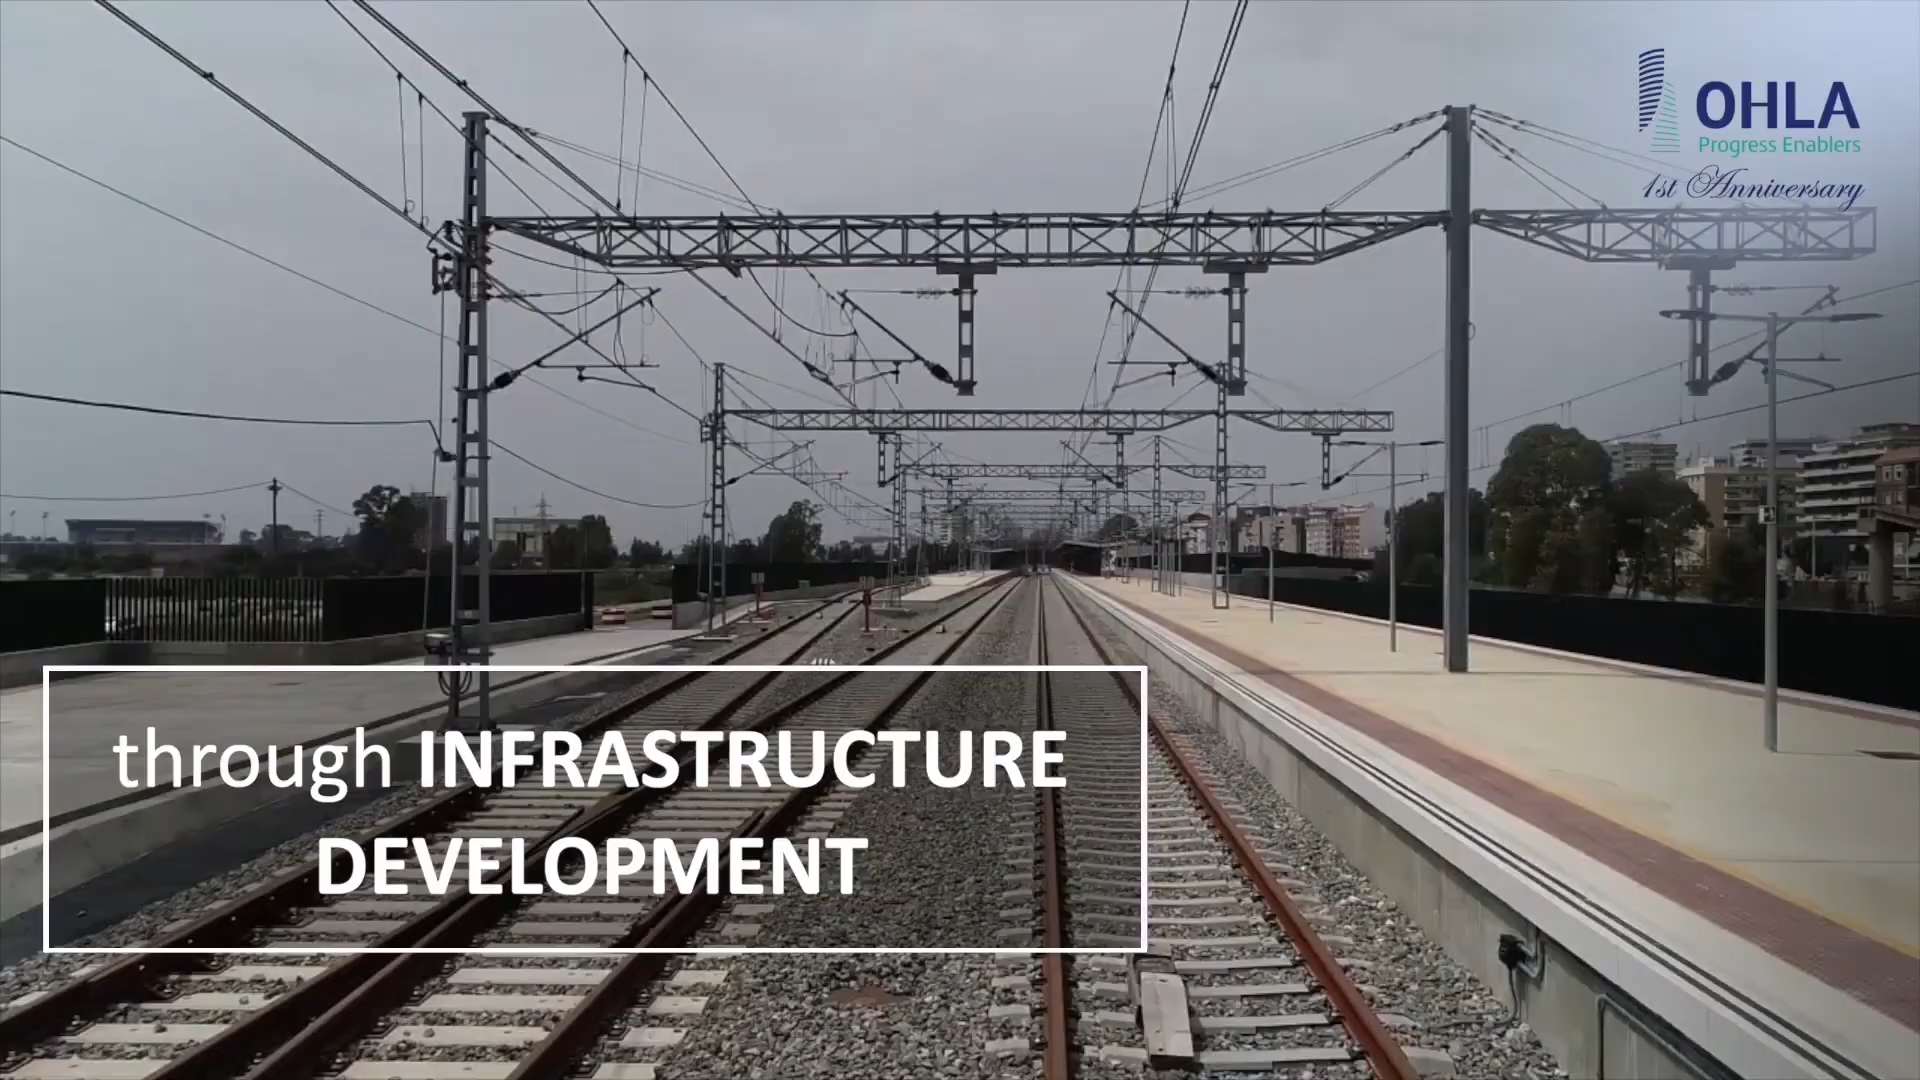 OHLA
Progress Enablers
1st Anniversary
through INFRASTRUCTURE
DEVELOPMENT